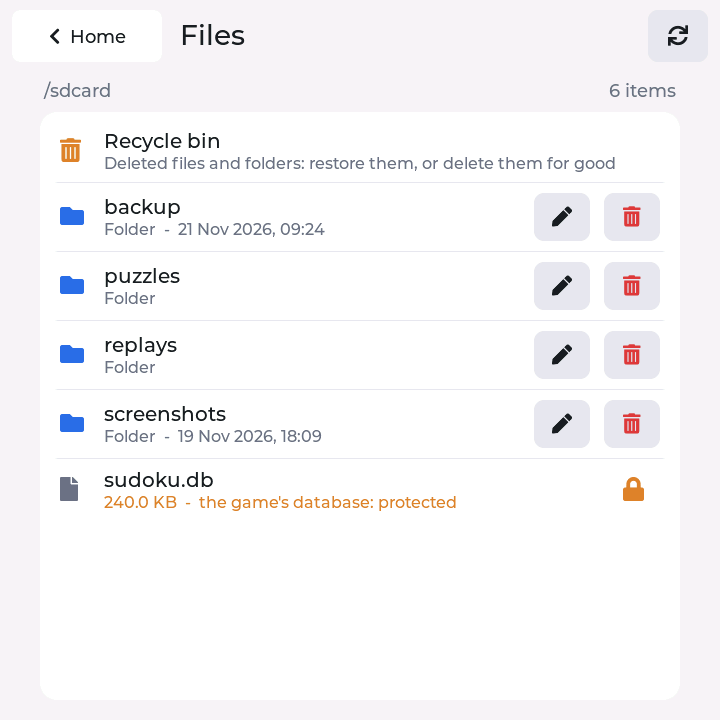 Home
Files
/sdcard
6 items
Recycle bin
Deleted files and folders: restore them, or delete them for good
backup
Folder - 21 Nov 2026, 09:24
puzzles
Folder
replays
Folder
screenshots
Folder - 19 Nov 2026, 18:09
sudoku.db
240.0 KB - the game's database: protected